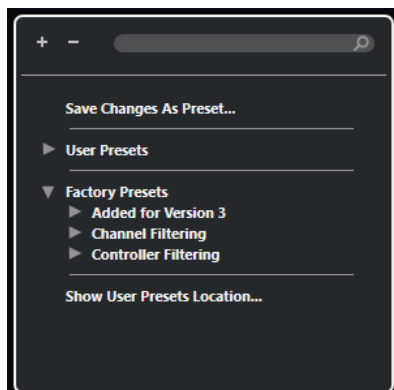 Save Changes As Preset...
User Presets
Factory Presets
Added for Version 3
Channel Filtering
Controller Filtering
Show User Presets Location...